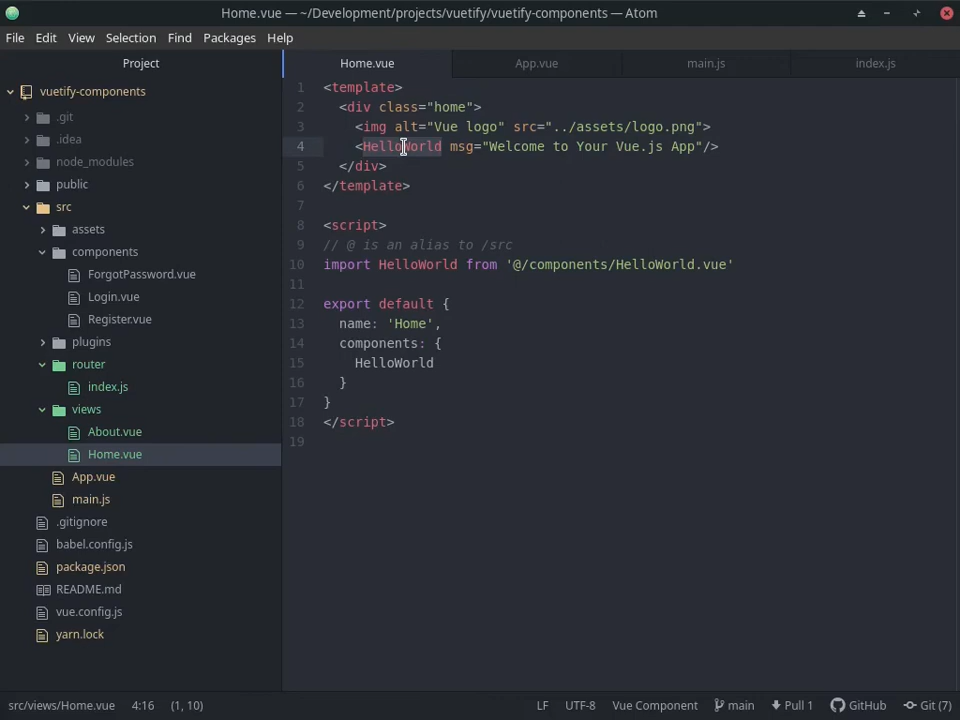 Home.vue — ~/Development/projects/vuetify/vuetify-components — Atom
File Edit View Selection Find Packages Help
Project
Home.vue App.vue main.js index.js
vuetify-components
.git
.idea
node_modules
public
src
assets
components
ForgotPassword.vue
Login.vue
Register.vue
plugins
router
index.js
views
About.vue
Home.vue
App.vue
main.js
.gitignore
babel.config.js
package.json
README.md
vue.config.js
yarn.lock
1 <template>
2 <div class="home">
3 <img alt="Vue logo" src="../assets/logo.png">
4 <HelloWorld msg="Welcome to Your Vue.js App"/>
5 </div>
6 </template>
7
8 <script>
9 // @ is an alias to /src
10 import HelloWorld from '@/components/HelloWorld.vue'
11
12 export default {
13 name: 'Home',
14 components: {
15 HelloWorld
16 }
17 }
18 </script>
19
src/views/Home.vue 4:16 (1, 10) LF UTF-8 Vue Component main Pull 1 GitHub Git (7)